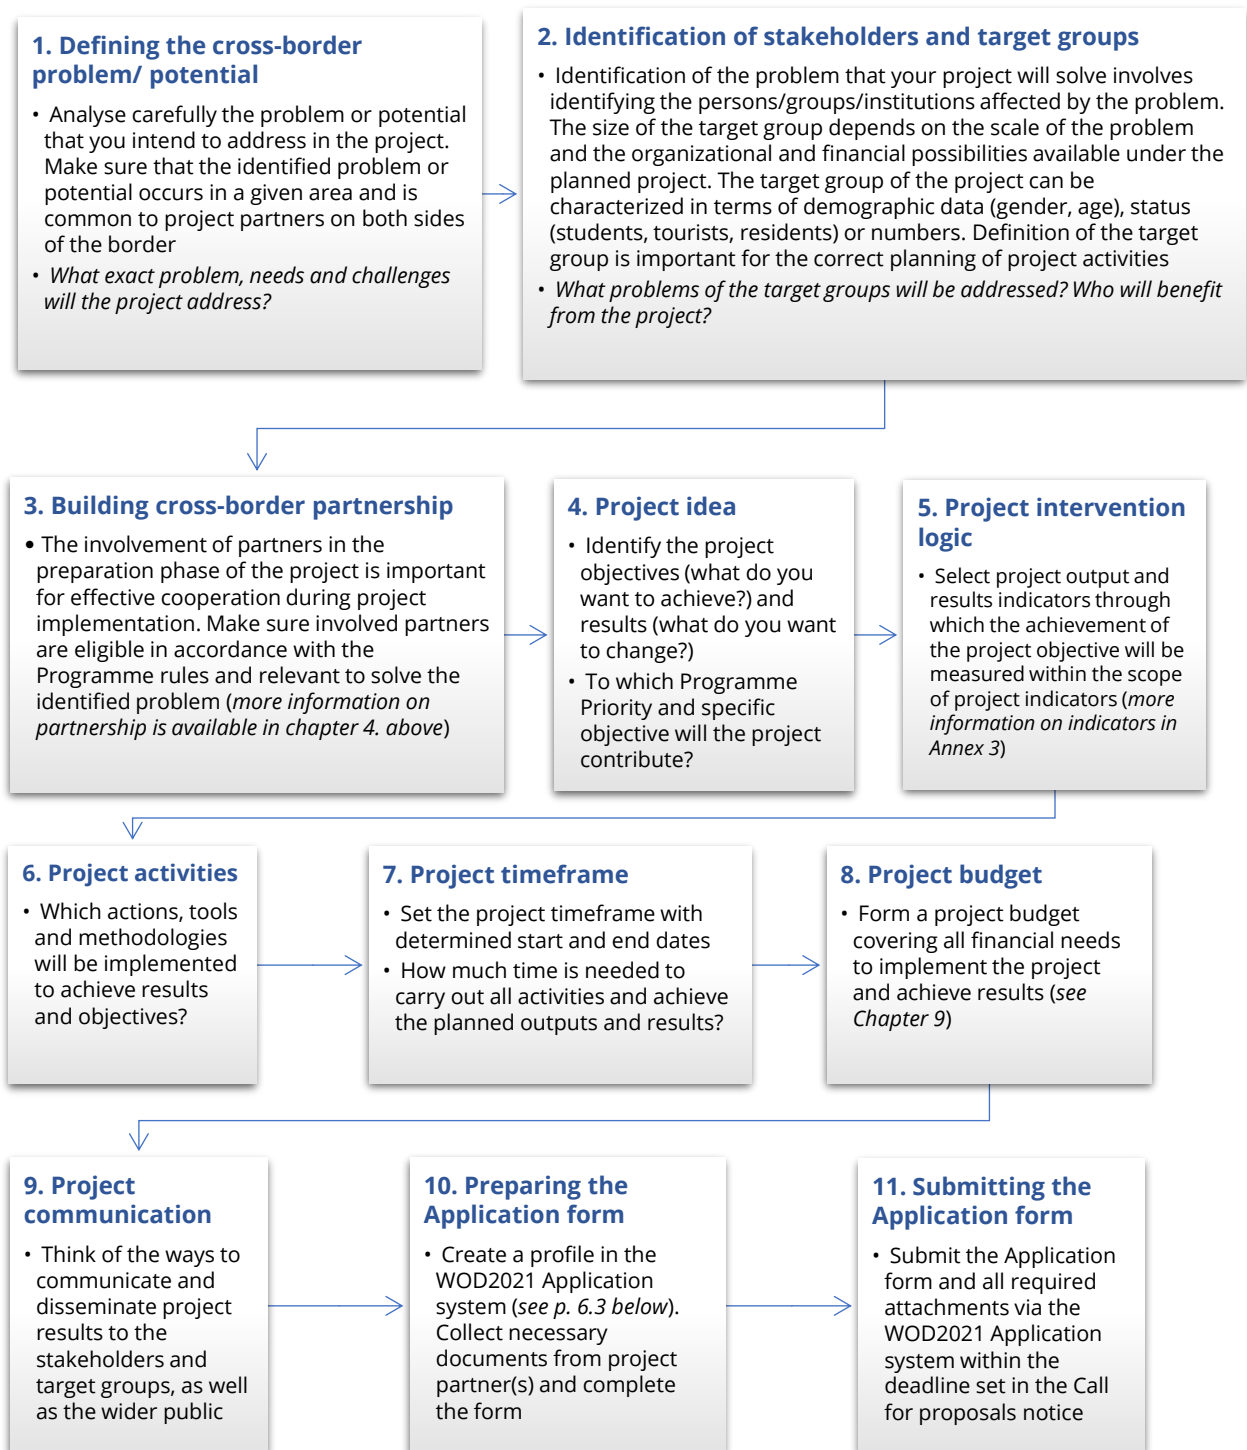 1. Defining the cross-border
problem/ potential
• Analyse carefully the problem or potential
that you intend to address in the project.
Make sure that the identified problem or
potential occurs in a given area and is
common to project partners on both sides
of the border
• What exact problem, needs and challenges
will the project address?
2. Identification of stakeholders and target groups
• Identification of the problem that your project will solve involves
identifying the persons/groups/institutions affected by the problem.
The size of the target group depends on the scale of the problem
and the organizational and financial possibilities available under the
planned project. The target group of the project can be
characterized in terms of demographic data (gender, age), status
(students, tourists, residents) or numbers. Definition of the target
group is important for the correct planning of project activities
• What problems of the target groups will be addressed? Who will benefit
from the project?
3. Building cross-border partnership
• The involvement of partners in the
preparation phase of the project is important
for effective cooperation during project
implementation. Make sure involved partners
are eligible in accordance with the
Programme rules and relevant to solve the
identified problem (more information on
partnership is available in chapter 4. above)
4. Project idea
• Identify the project
objectives (what do you
want to achieve?) and
results (what do you want
to change?)
• To which Programme
Priority and specific
objective will the project
contribute?
5. Project intervention
logic
• Select project output and
results indicators through
which the achievement of
the project objective will be
measured within the scope
of project indicators (more
information on indicators in
Annex 3)
6. Project activities
• Which actions, tools
and methodologies
will be implemented
to achieve results
and objectives?
7. Project timeframe
• Set the project timeframe with
determined start and end dates
• How much time is needed to
carry out all activities and achieve
the planned outputs and results?
8. Project budget
• Form a project budget
covering all financial needs
to implement the project
and achieve results (see
Chapter 9)
9. Project
communication
• Think of the ways to
communicate and
disseminate project
results to the
stakeholders and
target groups, as well
as the wider public
10. Preparing the
Application form
• Create a profile in the
WOD2021 Application
system (see p. 6.3 below).
Collect necessary
documents from project
partner(s) and complete
the form
11. Submitting the
Application form
• Submit the Application
form and all required
attachments via the
WOD2021 Application
system within the
deadline set in the Call
for proposals notice